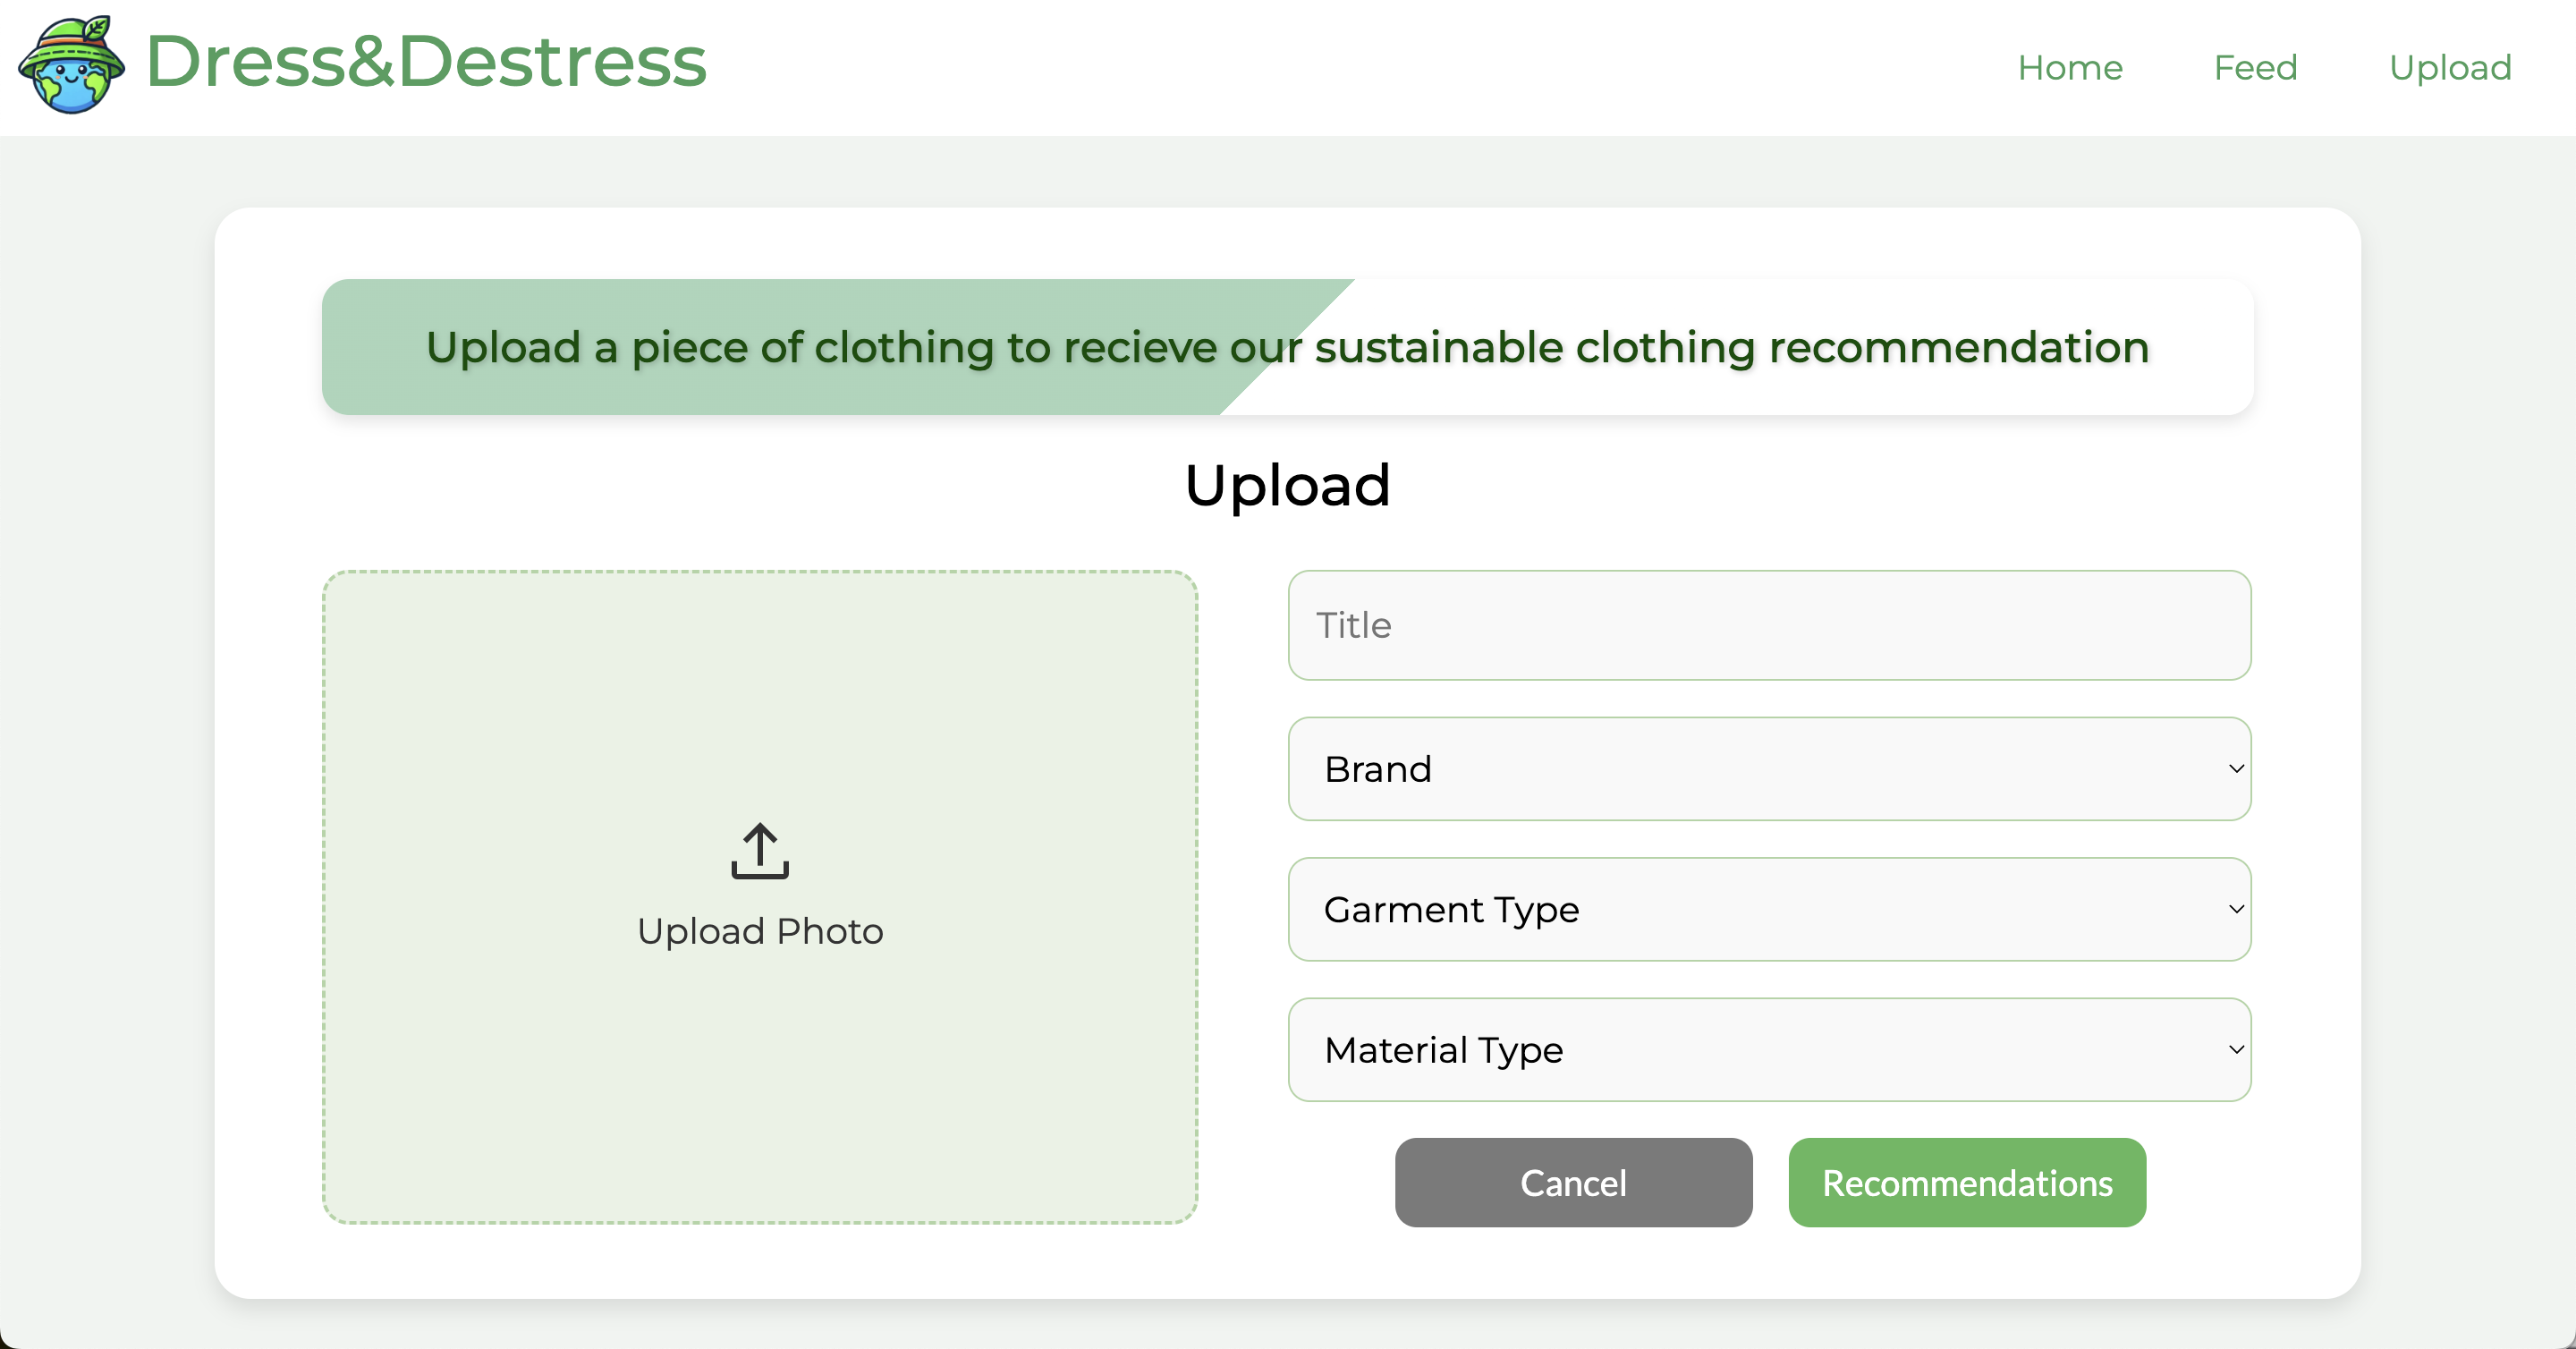 Dress&Destress
Home Feed Upload
Upload a piece of clothing to recieve our sustainable clothing recommendation
Upload
Upload Photo
Title
Brand
Garment Type
Material Type
Cancel Recommendations